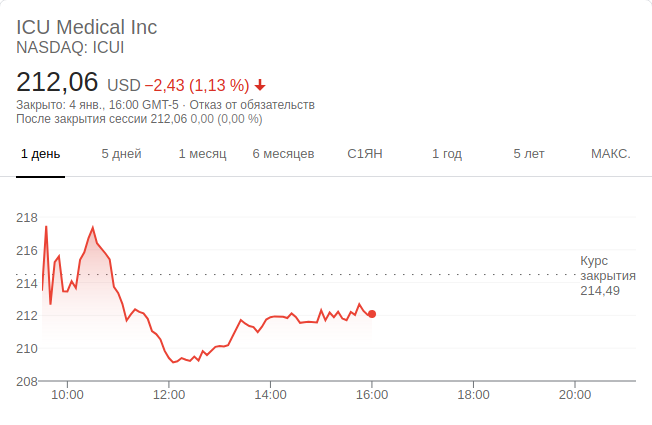 ICU Medical Inc
NASDAQ: ICUI
212,06 USD −2,43 (1,13 %)
Закрыто: 4 янв., 16:00 GMT-5 · Отказ от обязательств
После закрытия сессии 212,06 0,00 (0,00 %)
1 день 5 дней 1 месяц 6 месяцев С1ЯН 1 год 5 лет МАКС.
218
216
214
212
210
208
Курс
закрытия
214,49
10:00 12:00 14:00 16:00 18:00 20:00